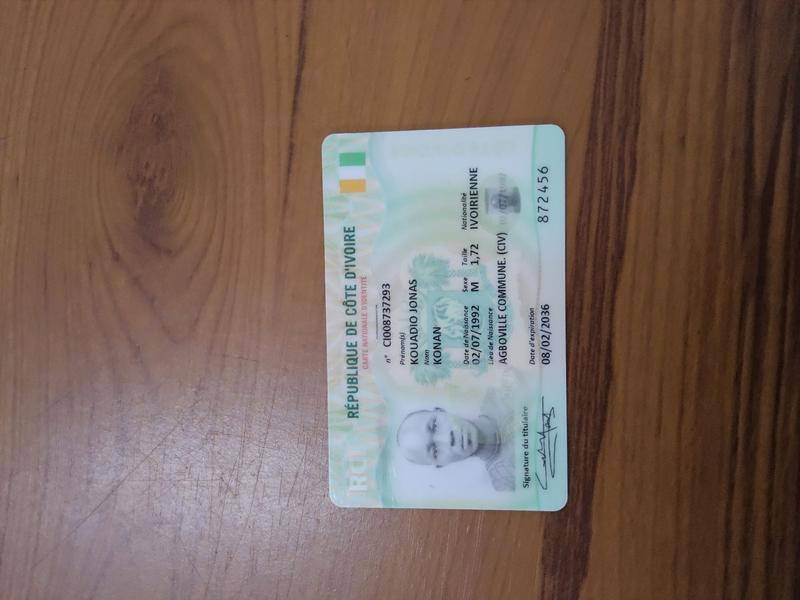 RÉPUBLIQUE DE CÔTE D'IVOIRE
CARTE NATIONALE D'IDENTITÉ
n° CI008737293
Prénom(s)
KOUADIO JONAS
Nom
KONAN
Date de Naissance Sexe Taille Nationalité
02/07/1992 M 1,72 IVOIRIENNE
Lieu de Naissance
AGBOVILLE COMMUNE. (CIV)
Date d'expiration
08/02/2036
Signature du titulaire
872456